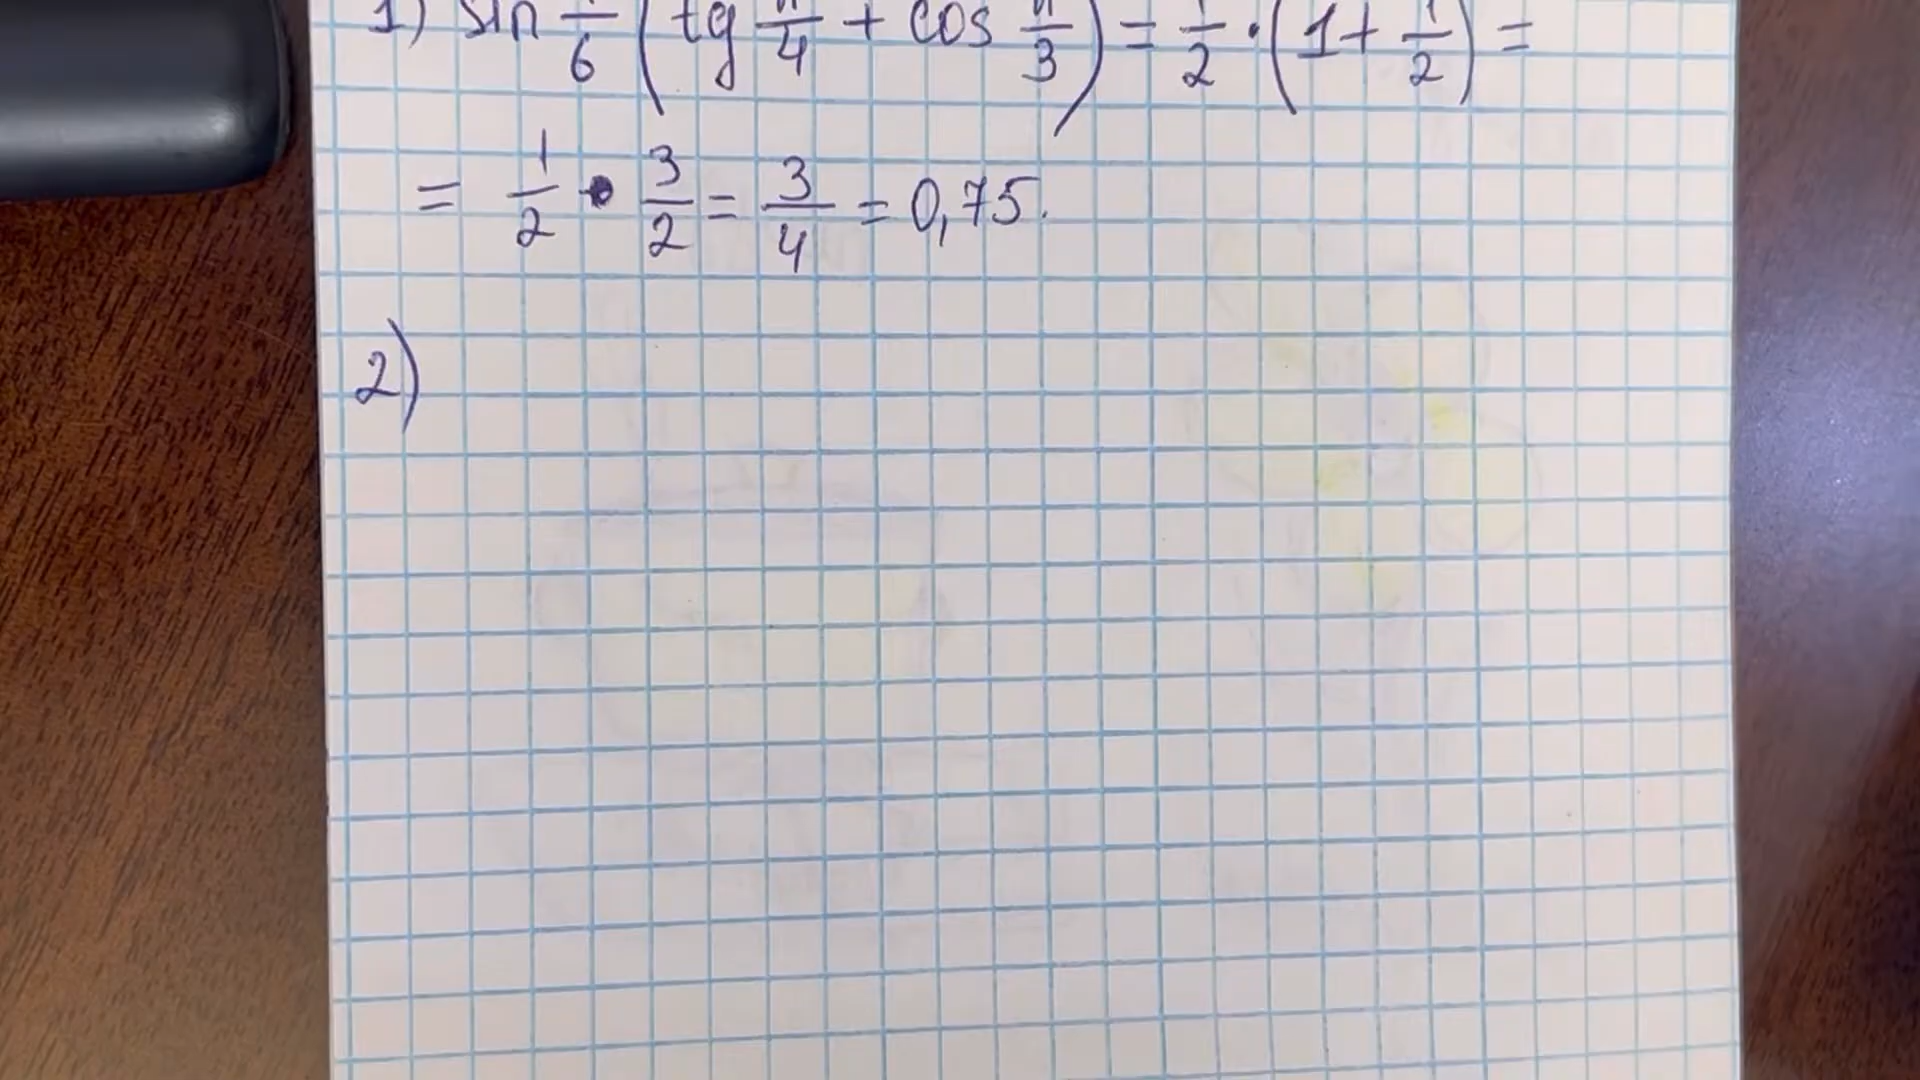 1) sin π/6 (tg π/4 + cos π/3) = 1/2 · (1 + 1/2) =
= 1/2 · 3/2 = 3/4 = 0,75.
2)